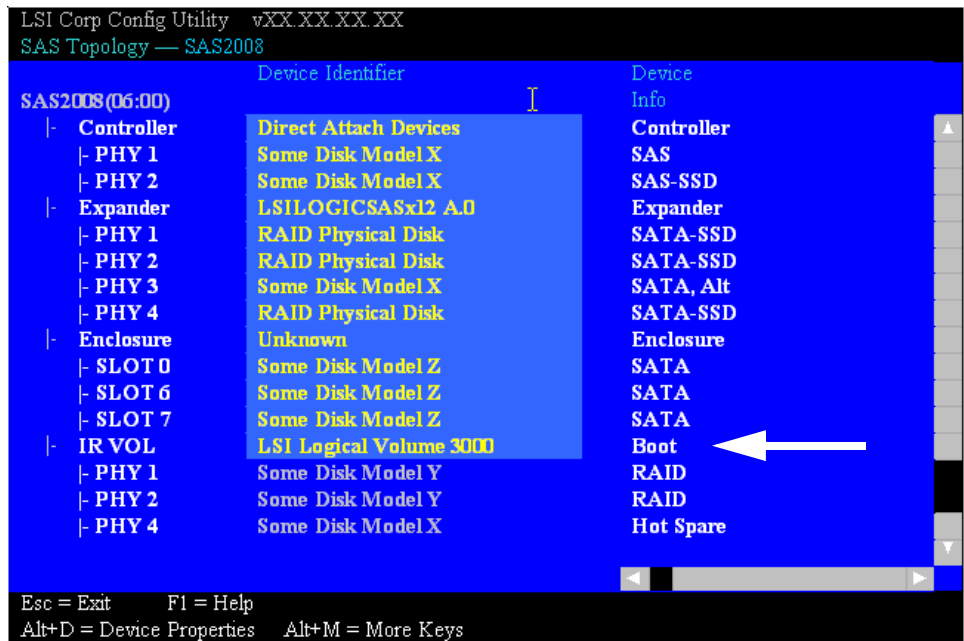 LSI Corp Config Utility vXX.XX.XX.XX
SAS Topology — SAS2008
Device Identifier Device
SAS2008(06:00) Info
|- Controller Direct Attach Devices Controller
|- PHY 1 Some Disk Model X SAS
|- PHY 2 Some Disk Model X SAS-SSD
|- Expander LSILOGICSASx12 A.0 Expander
|- PHY 1 RAID Physical Disk SATA-SSD
|- PHY 2 RAID Physical Disk SATA-SSD
|- PHY 3 Some Disk Model X SATA, Alt
|- PHY 4 RAID Physical Disk SATA-SSD
|- Enclosure Unknown Enclosure
|- SLOT 0 Some Disk Model Z SATA
|- SLOT 6 Some Disk Model Z SATA
|- SLOT 7 Some Disk Model Z SATA
|- IR VOL LSI Logical Volume 3000 Boot
|- PHY 1 Some Disk Model Y RAID
|- PHY 2 Some Disk Model Y RAID
|- PHY 4 Some Disk Model X Hot Spare
Esc = Exit F1 = Help
Alt+D = Device Properties Alt+M = More Keys